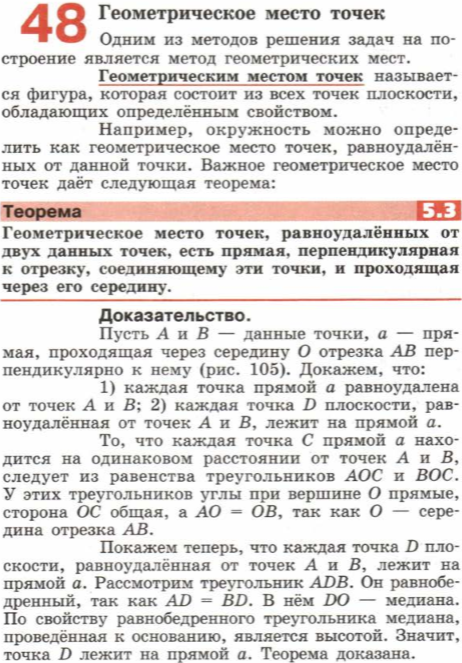 48 Геометрическое место точек
Одним из методов решения задач на по-
строение является метод геометрических мест.
Геометрическим местом точек называет-
ся фигура, которая состоит из всех точек плоскости,
обладающих определённым свойством.
Например, окружность можно опреде-
лить как геометрическое место точек, равноудалён-
ных от данной точки. Важное геометрическое место
точек даёт следующая теорема:
Теорема 5.3
Геометрическое место точек, равноудалённых от
двух данных точек, есть прямая, перпендикулярная
к отрезку, соединяющему эти точки, и проходящая
через его середину.
Доказательство.
Пусть A и B — данные точки, a — пря-
мая, проходящая через середину O отрезка AB пер-
пендикулярно к нему (рис. 105). Докажем, что:
1) каждая точка прямой a равноудалена
от точек A и B; 2) каждая точка D плоскости, рав-
ноудалённая от точек A и B, лежит на прямой a.
То, что каждая точка C прямой a нахо-
дится на одинаковом расстоянии от точек A и B,
следует из равенства треугольников AOC и BOC.
У этих треугольников углы при вершине O прямые,
сторона OC общая, а AO = OB, так как O — сере-
дина отрезка AB.
Покажем теперь, что каждая точка D пло-
скости, равноудалённая от точек A и B, лежит на
прямой a. Рассмотрим треугольник ADB. Он равнобе-
дренный, так как AD = BD. В нём DO — медиана.
По свойству равнобедренного треугольника медиана,
проведённая к основанию, является высотой. Значит,
точка D лежит на прямой a. Теорема доказана.